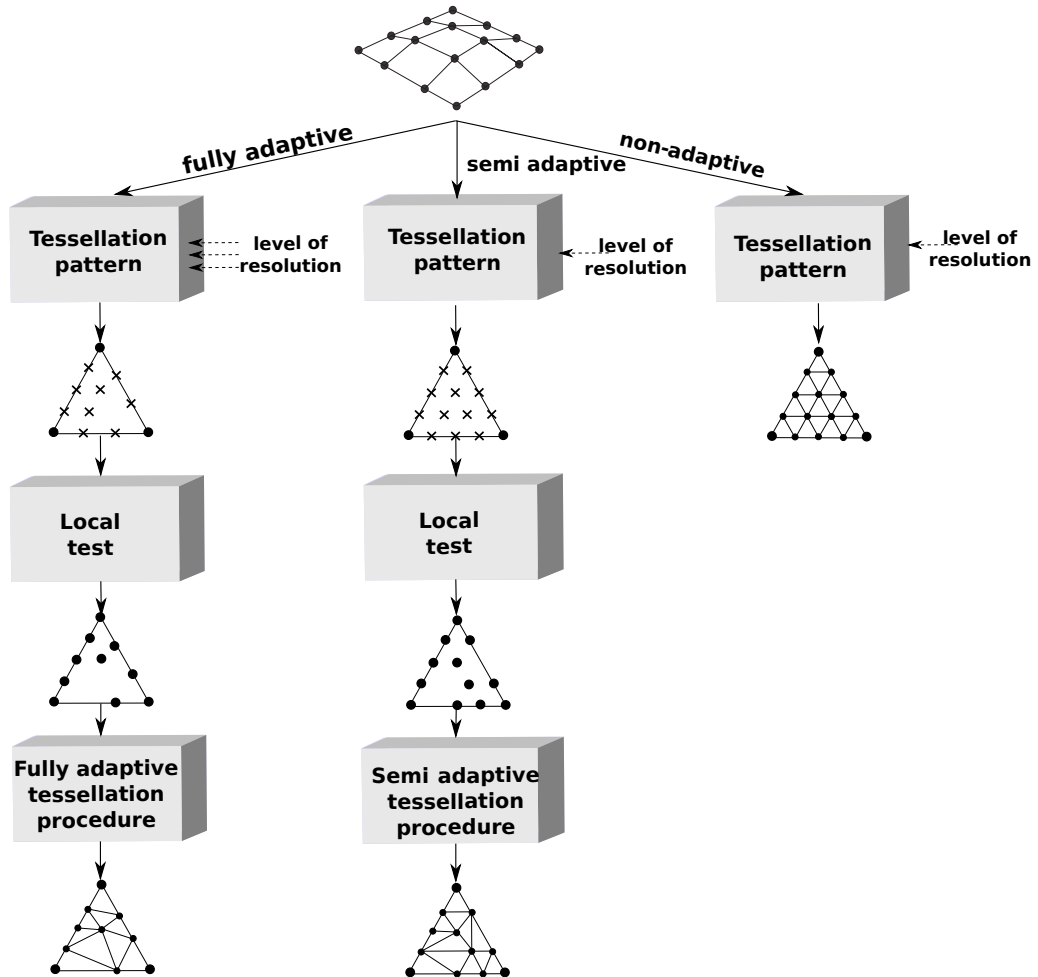 fully adaptive
semi adaptive
non-adaptive
Tessellation
pattern
level of
resolution
Tessellation
pattern
level of
resolution
Tessellation
pattern
level of
resolution
Local
test
Local
test
Fully adaptive
tessellation
procedure
Semi adaptive
tessellation
procedure